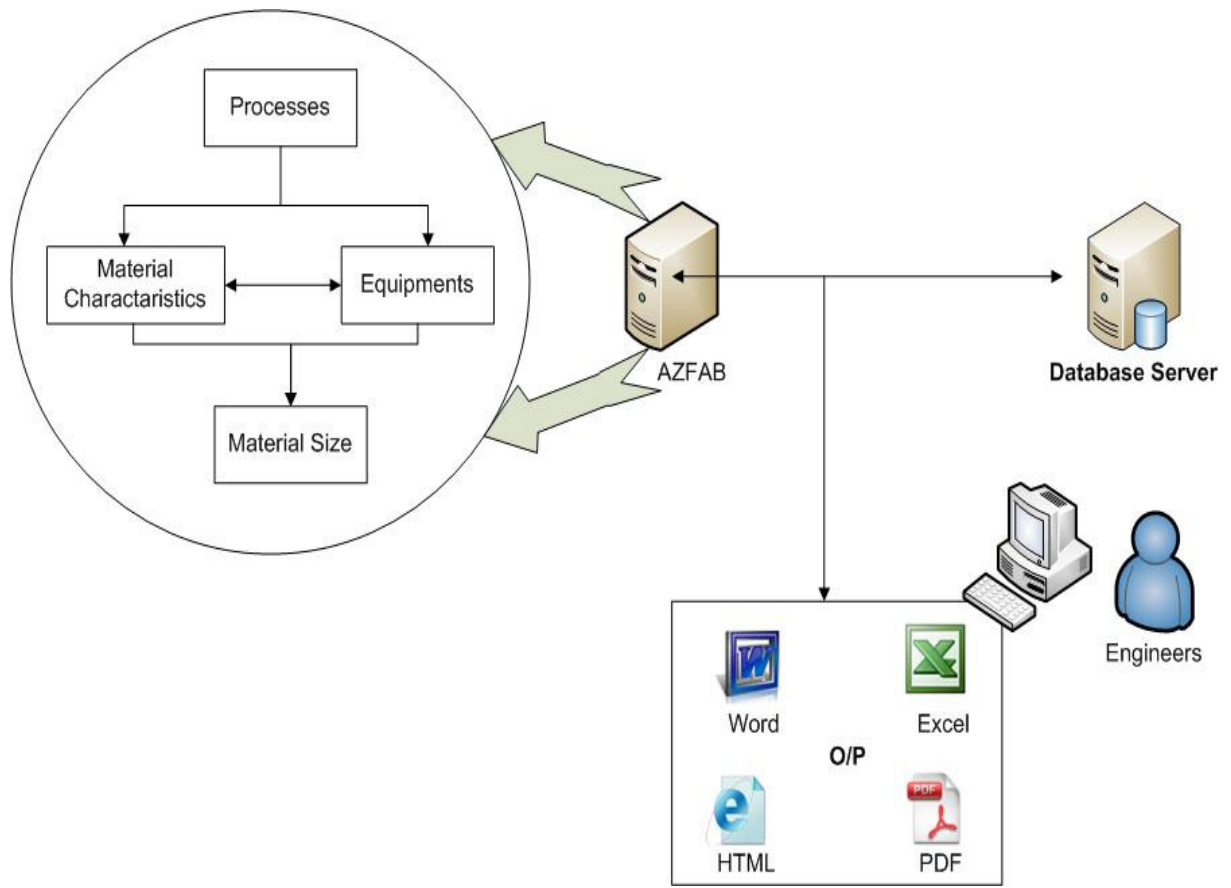 Processes
Material
Charactaristics
Equipments
Material Size
AZFAB
Database Server
Engineers
Word
Excel
O/P
HTML
PDF
PDF